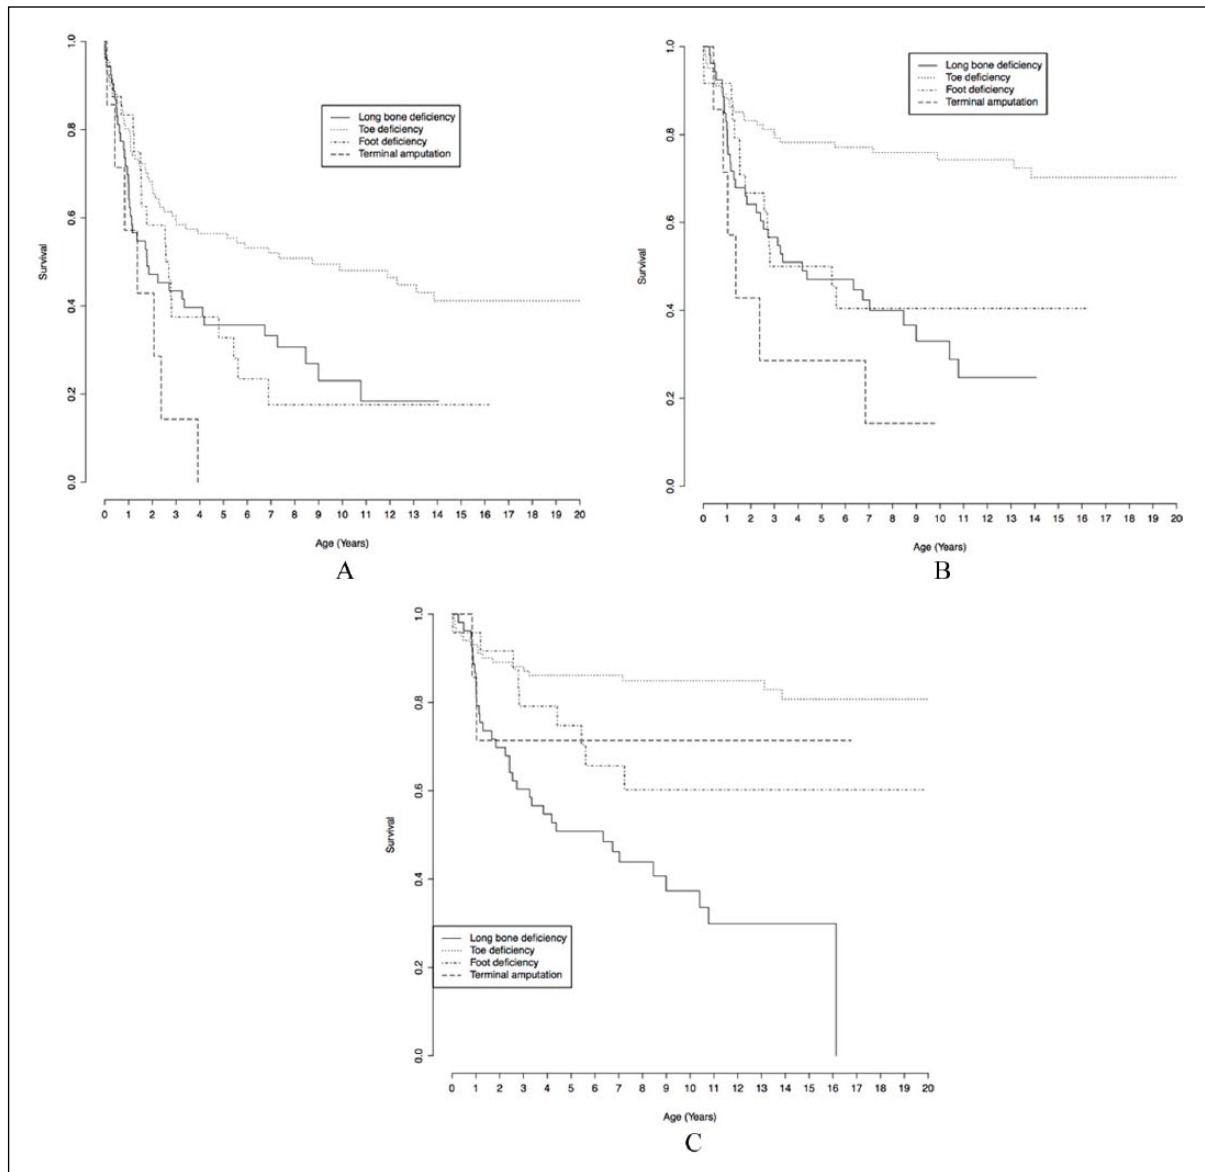 1.0
0.8
0.6
0.4
0.2
0.0
Survival
Long bone deficiency
Toe deficiency
Foot deficiency
Terminal amputation
0 1 2 3 4 5 6 7 8 9 10 11 12 13 14 15 16 17 18 19 20
Age (Years)
A
1.0
0.8
0.6
0.4
0.2
0.0
Survival
Long bone deficiency
Toe deficiency
Foot deficiency
Terminal amputation
0 1 2 3 4 5 6 7 8 9 10 11 12 13 14 15 16 17 18 19 20
Age (Years)
B
1.0
0.8
0.6
0.4
0.2
0.0
Survival
Long bone deficiency
Toe deficiency
Foot deficiency
Terminal amputation
0 1 2 3 4 5 6 7 8 9 10 11 12 13 14 15 16 17 18 19 20
Age (Years)
C